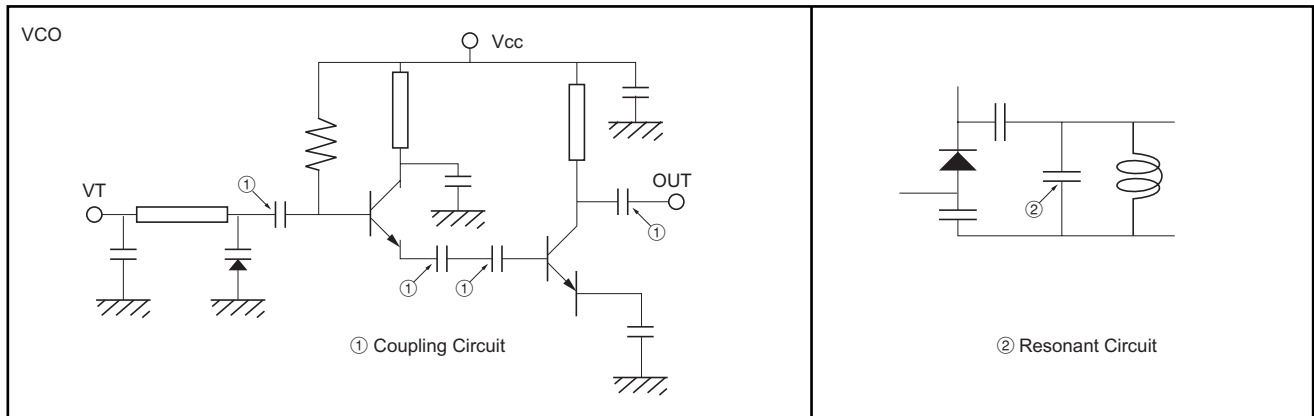 VCO
Vcc
VT
①
OUT
①
①
①
① Coupling Circuit
②
② Resonant Circuit